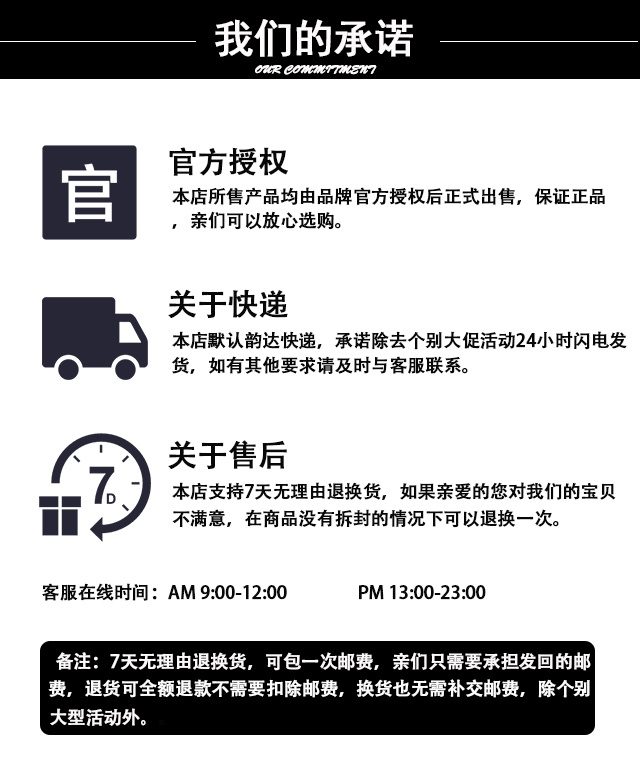 我们的承诺
OUR COMMITMENT
官
官方授权
本店所售产品均由品牌官方授权后正式出售，保证正品
，亲们可以放心选购。
关于快递
本店默认韵达快递，承诺除去个别大促活动24小时闪电发
货，如有其他要求请及时与客服联系。
7
D
关于售后
本店支持7天无理由退换货，如果亲爱的您对我们的宝贝
不满意，在商品没有拆封的情况下可以退换一次。
客服在线时间：AM 9:00-12:00 PM 13:00-23:00
备注：7天无理由退换货，可包一次邮费，亲们只需要承担发回的邮
费，退货可全额退款不需要扣除邮费，换货也无需补交邮费，除个别
大型活动外。